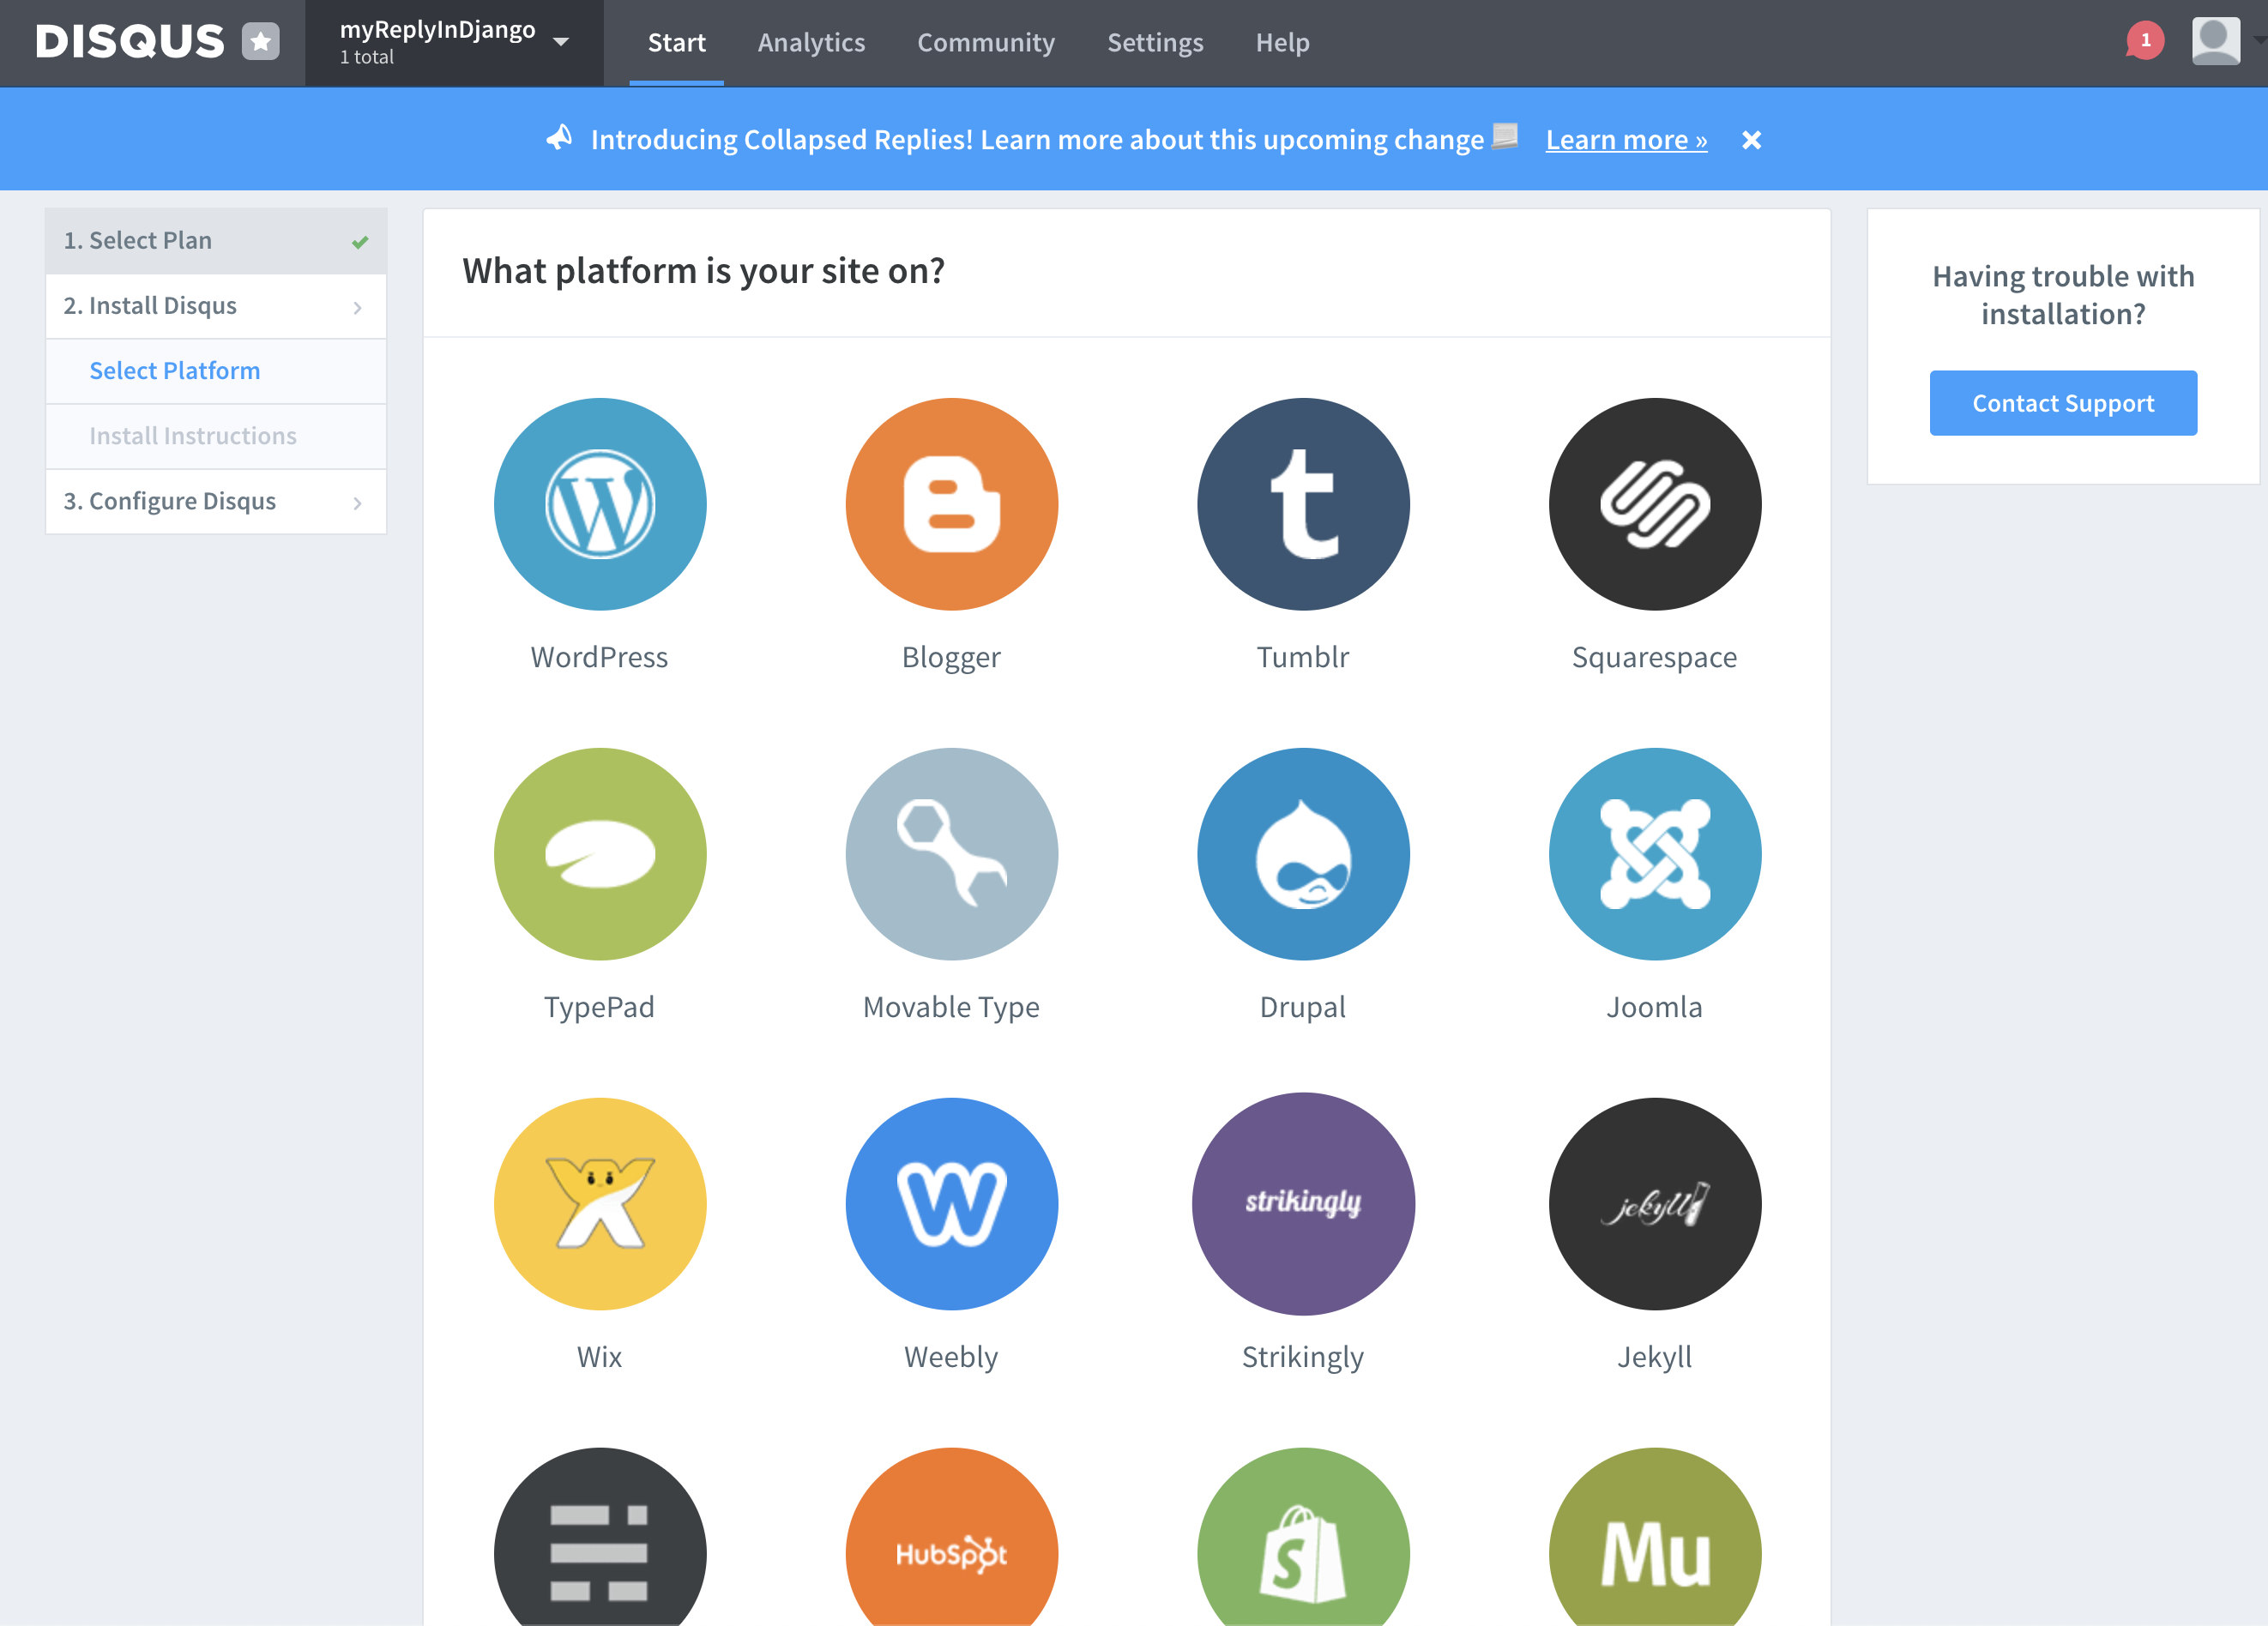 DISQUS
myReplyInDjango
1 total
Start
Analytics
Community
Settings
Help
1
Introducing Collapsed Replies! Learn more about this upcoming change
Learn more »
1. Select Plan
2. Install Disqus
Select Platform
Install Instructions
3. Configure Disqus
What platform is your site on?
Having trouble with
installation?
Contact Support
WordPress
Blogger
Tumblr
Squarespace
TypePad
Movable Type
Drupal
Joomla
strikingly
jekyll
Wix
Weebly
Strikingly
Jekyll
HubSpot
Mu